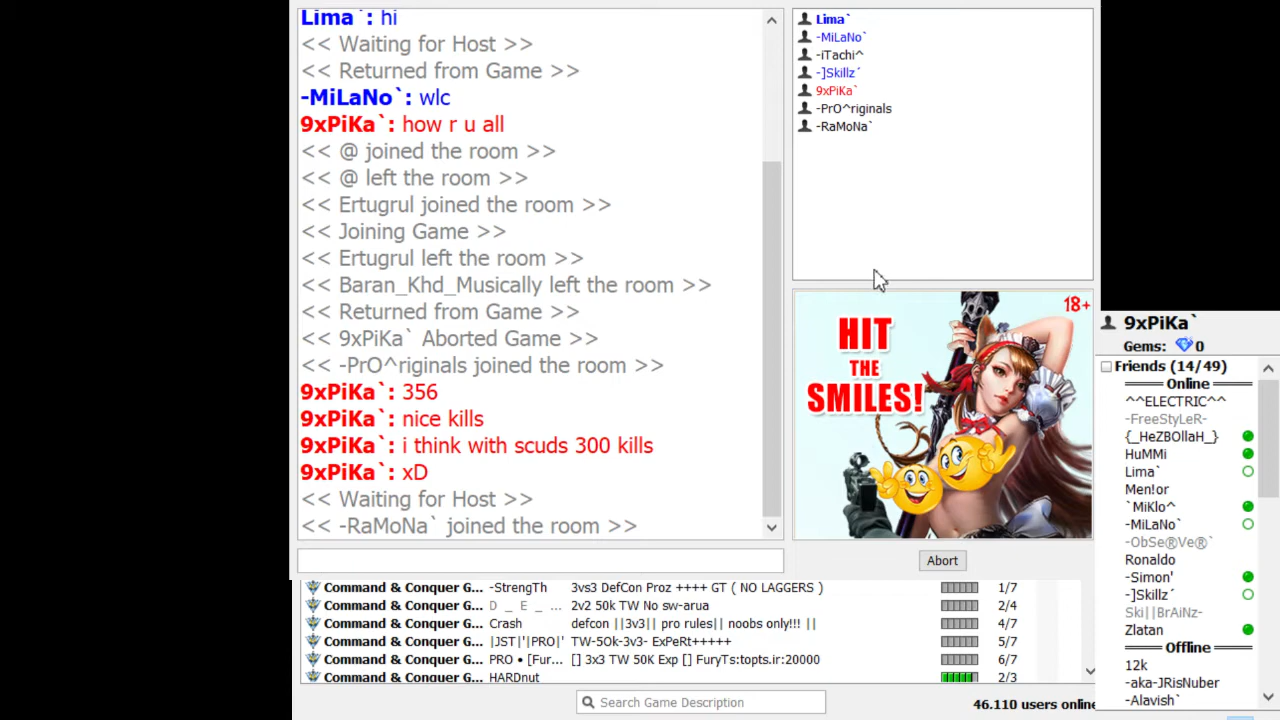 Lima`: hi
<< Waiting for Host >>
<< Returned from Game >>
-MiLaNo`: wlc
9xPiKa`: how r u all
<< @ joined the room >>
<< @ left the room >>
<< Ertugrul joined the room >>
<< Joining Game >>
<< Ertugrul left the room >>
<< Baran_Khd_Musically left the room >>
<< Returned from Game >>
<< 9xPiKa` Aborted Game >>
<< -PrO^riginals joined the room >>
9xPiKa`: 356
9xPiKa`: nice kills
9xPiKa`: i think with scuds 300 kills
9xPiKa`: xD
<< Waiting for Host >>
<< -RaMoNa` joined the room >>
Lima`
-MiLaNo`
-iTachi^
-]Skillz´
9xPiKa`
-PrO^riginals
-RaMoNa`
18+
HIT
THE
SMILES!
Abort
Command & Conquer G... -StrengTh 3vs3 DefCon Proz ++++ GT ( NO LAGGERS ) 1/7
Command & Conquer G... D _ E _ ... 2v2 50k TW No sw-arua 2/4
Command & Conquer G... Crash defcon ||3v3|| pro rules|| noobs only!!! || 4/7
Command & Conquer G... |JST|'|PRO|' TW-5Ok-3v3- ExPeRt+++++ 5/7
Command & Conquer G... PRO • [Fur... [] 3x3 TW 50K Exp [] FuryTs:topts.ir:20000 6/7
Command & Conquer G... HARDnut 2/3
Search Game Description
46.110 users online
9xPiKa`
Gems: 0
Friends (14/49)
Online
^^ELECTRIC^^
-FreeStyLeR-
{_HeZBOllaH_}
HuMMi
Lima`
Men!or
`MiKlo^
-MiLaNo`
-ObSe®Ve®`
Ronaldo
-Simon'
-]Skillz´
Ski||BrAiNz-
Zlatan
Offline
12k
-aka-JRisNuber
-Alavish`